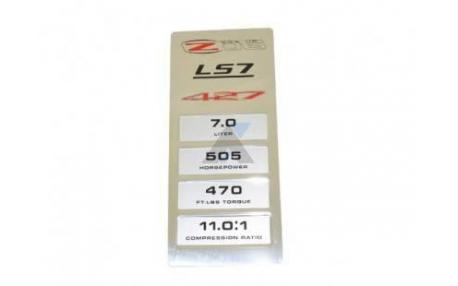 Z06
LS7
427
7.0
LITER
505
HORSEPOWER
470
FT-LBS TORQUE
11.0:1
COMPRESSION RATIO